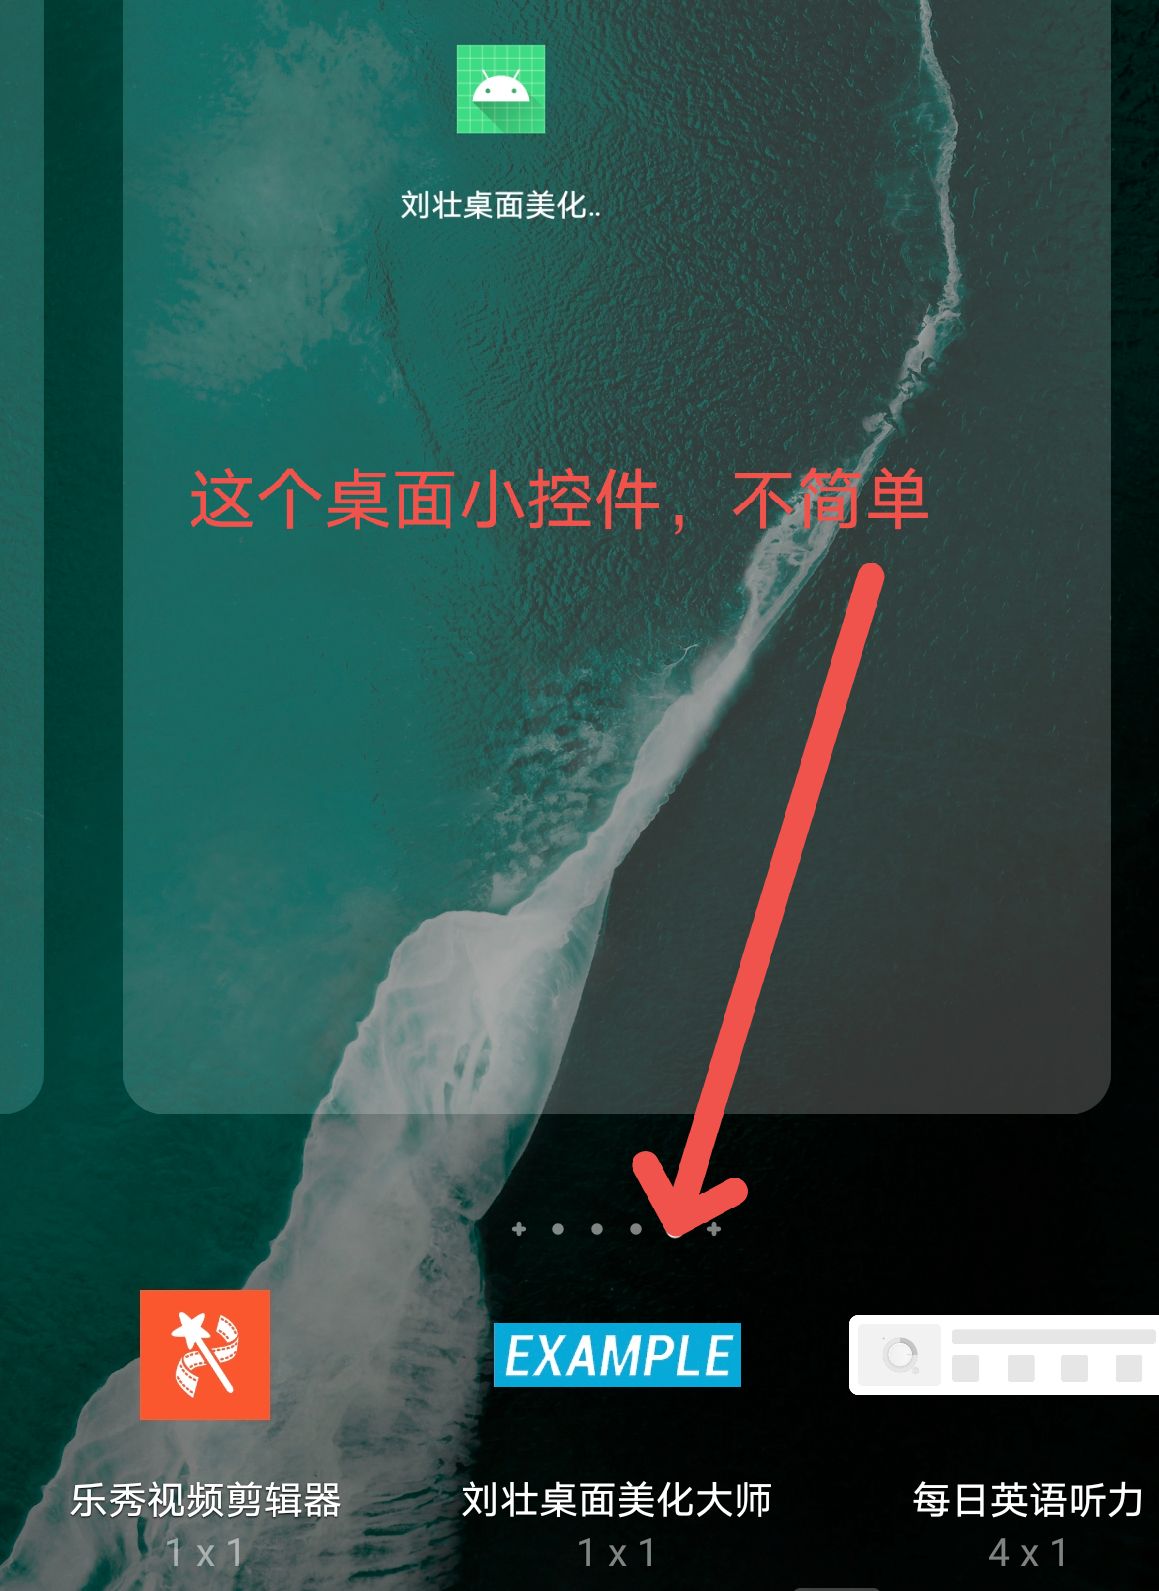 刘壮桌面美化..
这个桌面小控件，不简单
EXAMPLE
乐秀视频剪辑器
刘壮桌面美化大师
每日英语听力
1 x 1
1 x 1
4 x 1